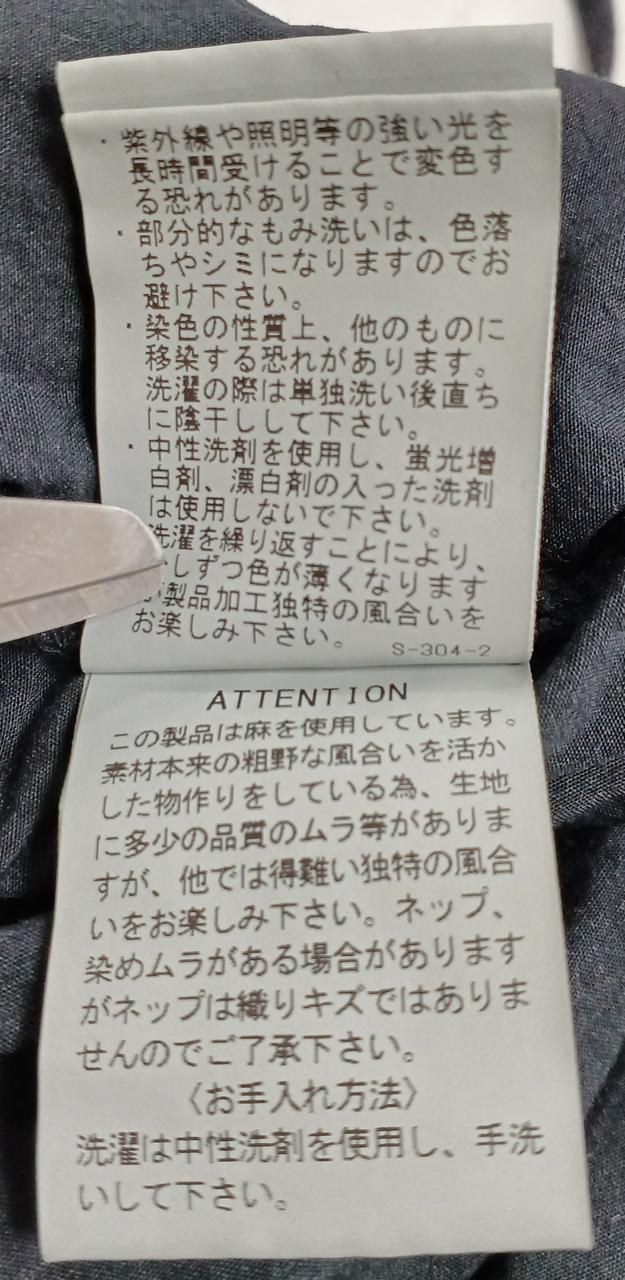 ・紫外線や照明等の強い光を
長時間受けることで変色す
る恐れがあります。
・部分的なもみ洗いは、色落
ちやシミになりますのでお
避け下さい。
・染色の性質上、他のものに
移染する恐れがあります。
洗濯の際は単独洗い後直ち
に陰干しして下さい。
・中性洗剤を使用し、蛍光増
白剤、漂白剤の入った洗剤
は使用しないで下さい。
洗濯を繰り返すことにより、
しずつ色が薄くなります
製品加工独特の風合いを
お楽しみ下さい。
S-304-2
ATTENTION
この製品は麻を使用しています。
素材本来の粗野な風合いを活か
した物作りをしている為、生地
に多少の品質のムラ等がありま
すが、他では得難い独特の風合
いをお楽しみ下さい。ネップ、
染めムラがある場合があります
がネップは織りキズではありま
せんのでご了承下さい。
〈お手入れ方法〉
洗濯は中性洗剤を使用し、手洗
いして下さい。